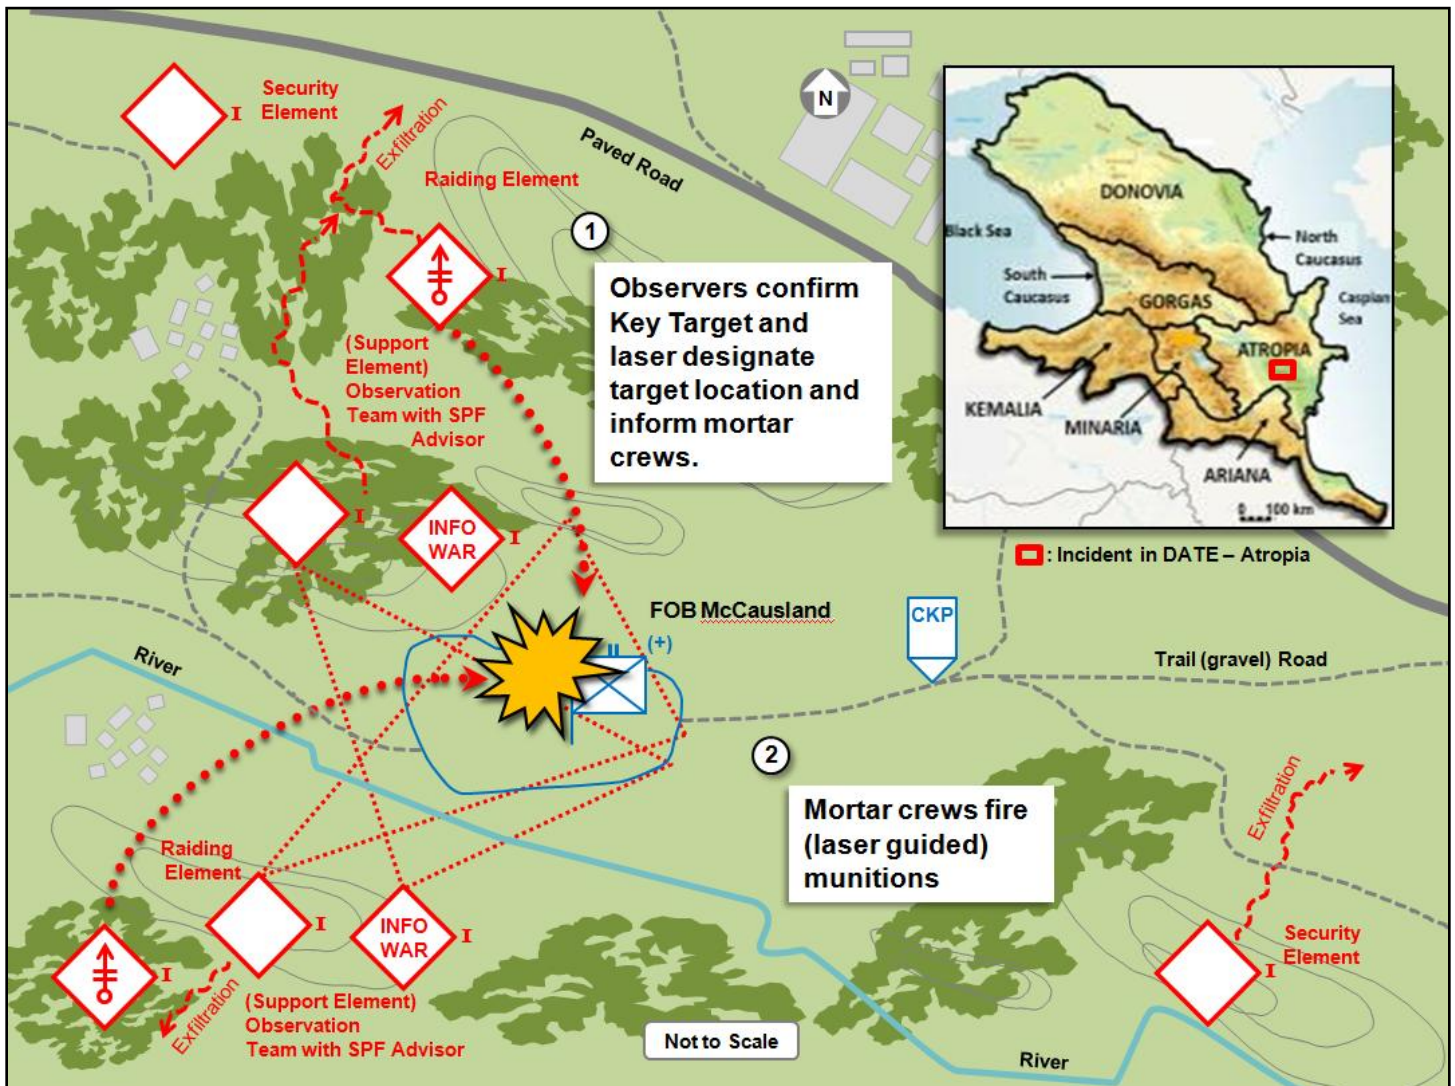 Security
Element
I
Exfiltration
Raiding Element
I
Paved Road
N
1
Observers confirm
Key Target and
laser designate
target location and
inform mortar
crews.
(Support
Element)
Observation
Team with SPF
Advisor
I
INFO
WAR
I
DONOVIA
Black Sea
North
Caucasus
South
Caucasus
GORGAS
Caspian
Sea
ATROPIA
KEMALIA
MINARIA
ARIANA
0 100 km
: Incident in DATE – Atropia
FOB McCausland
II
(+)
CKP
Trail (gravel) Road
River
2
Mortar crews fire
(laser guided)
munitions
Exfiltration
Raiding
Element
I
I
INFO
WAR
I
Exfiltration
(Support Element)
Observation
Team with SPF Advisor
Security
Element
I
Not to Scale
River